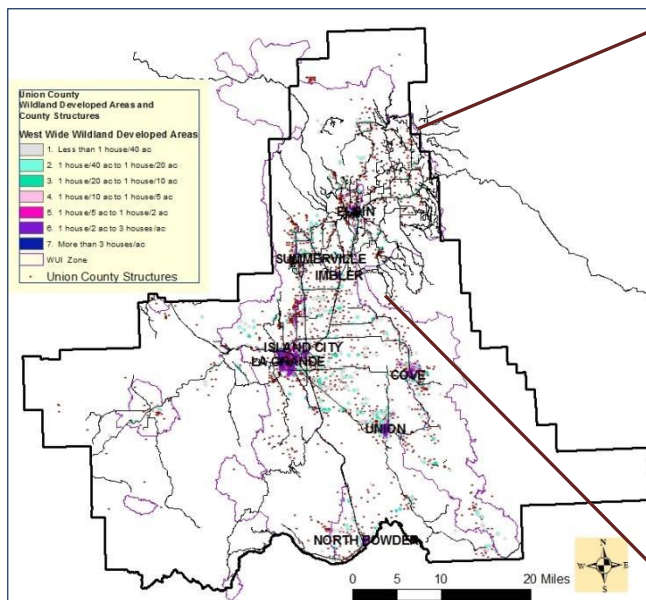 Union County
Wildland Developed Areas and
County Structures
West Wide Wildland Developed Areas
1. Less than 1 house/40 ac
2. 1 house/40 ac to 1 house/20 ac
3. 1 house/20 ac to 1 house/10 ac
4. 1 house/10 ac to 1 house/5 ac
5. 1 house/5 ac to 1 house/2 ac
6. 1 house/2 ac to 3 houses/ac
7. More than 3 houses/ac
WUI Zone
Union County Structures
ELGIN
SUMMERVILLE
IMBLER
ISLAND CITY
LA GRANDE
COVE
UNION
NORTH POWDER
N
W E
S
0 5 10 20 Miles